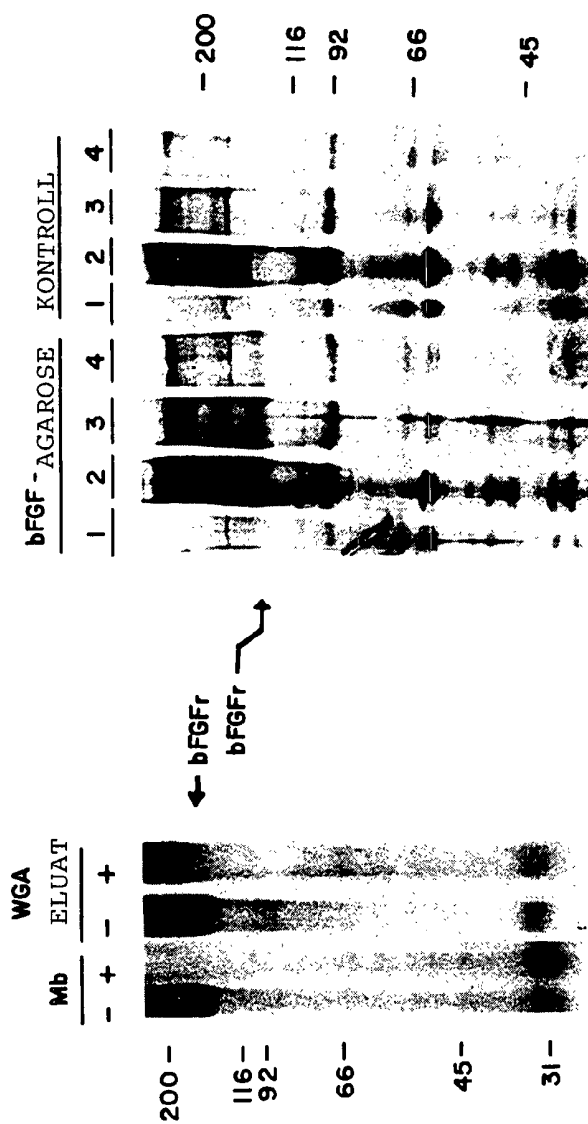 WGA
Mb ELUAT
- + - +
200-
116-
92-
66-
45-
31-
← bFGFr
bFGFr
bFGF-AGAROSE KONTROLL
1 2 3 4 1 2 3 4
-200
-116
-92
-66
-45